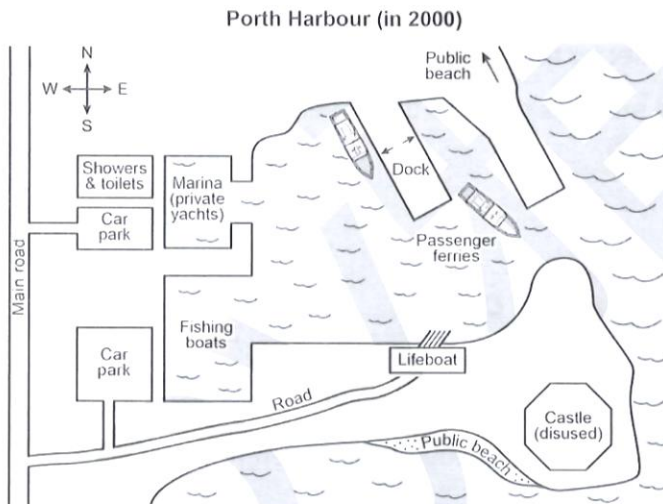 Porth Harbour (in 2000)
N
W
E
S
Public
beach
Showers
& toilets
Marina
(private
yachts)
Dock
Car
park
Passenger
ferries
Main road
Fishing
boats
Car
park
Lifeboat
Road
Castle
(disused)
Public beach